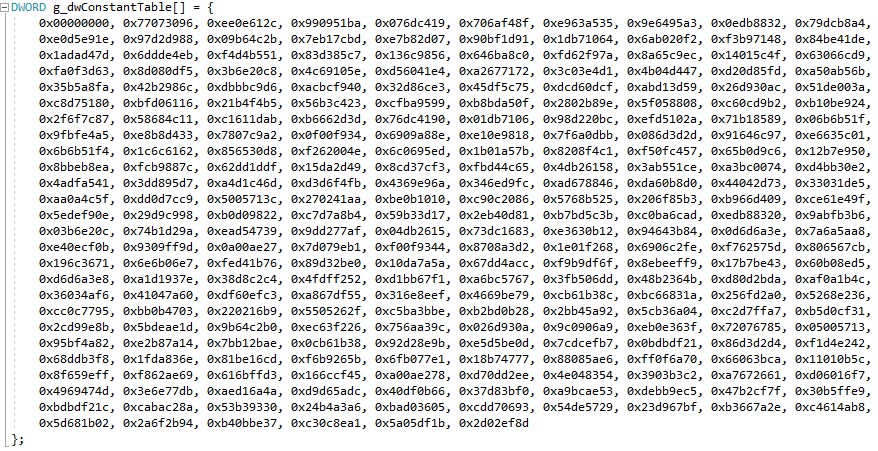 DWORD g_dwConstantTable[] = {
0x00000000, 0x77073096, 0xee0e612c, 0x990951ba, 0x076dc419, 0x706af48f, 0xe963a535, 0x9e6495a3, 0x0edb8832, 0x79dcb8a4,
0xe0d5e91e, 0x97d2d988, 0x09b64c2b, 0x7eb17cbd, 0xe7b82d07, 0x90bf1d91, 0x1db71064, 0x6ab020f2, 0xf3b97148, 0x84be41de,
0x1adad47d, 0x6ddde4eb, 0xf4d4b551, 0x83d385c7, 0x136c9856, 0x646ba8c0, 0xfd62f97a, 0x8a65c9ec, 0x14015c4f, 0x63066cd9,
0xfa0f3d63, 0x8d080df5, 0x3b6e20c8, 0x4c69105e, 0xd56041e4, 0xa2677172, 0x3c03e4d1, 0x4b04d447, 0xd20d85fd, 0xa50ab56b,
0x35b5a8fa, 0x42b2986c, 0xdbbbc9d6, 0xacbcf940, 0x32d86ce3, 0x45df5c75, 0xdcd60dcf, 0xabd13d59, 0x26d930ac, 0x51de003a,
0xc8d75180, 0xbfd06116, 0x21b4f4b5, 0x56b3c423, 0xcfba9599, 0xb8bda50f, 0x2802b89e, 0x5f058808, 0xc60cd9b2, 0xb10be924,
0x2f6f7c87, 0x58684c11, 0xc1611dab, 0xb6662d3d, 0x76dc4190, 0x01db7106, 0x98d220bc, 0xefd5102a, 0x71b18589, 0x06b6b51f,
0x9fbfe4a5, 0xe8b8d433, 0x7807c9a2, 0x0f00f934, 0x6909a88e, 0xe10e9818, 0x7f6a0dbb, 0x086d3d2d, 0x91646c97, 0xe6635c01,
0x6b6b51f4, 0x1c6c6162, 0x856530d8, 0xf262004e, 0x6c0695ed, 0x1b01a57b, 0x8208f4c1, 0xf50fc457, 0x65b0d9c6, 0x12b7e950,
0x8bbeb8ea, 0xfcb9887c, 0x62dd1ddf, 0x15da2d49, 0x8cd37cf3, 0xfbd44c65, 0x4db26158, 0x3ab551ce, 0xa3bc0074, 0xd4bb30e2,
0x4adfa541, 0x3dd895d7, 0xa4d1c46d, 0xd3d6f4fb, 0x4369e96a, 0x346ed9fc, 0xad678846, 0xda60b8d0, 0x44042d73, 0x33031de5,
0xaa0a4c5f, 0xdd0d7cc9, 0x5005713c, 0x270241aa, 0xbe0b1010, 0xc90c2086, 0x5768b525, 0x206f85b3, 0xb966d409, 0xce61e49f,
0x5edef90e, 0x29d9c998, 0xb0d09822, 0xc7d7a8b4, 0x59b33d17, 0x2eb40d81, 0xb7bd5c3b, 0xc0ba6cad, 0xedb88320, 0x9abfb3b6,
0x03b6e20c, 0x74b1d29a, 0xead54739, 0x9dd277af, 0x04db2615, 0x73dc1683, 0xe3630b12, 0x94643b84, 0x0d6d6a3e, 0x7a6a5aa8,
0xe40ecf0b, 0x9309ff9d, 0x0a00ae27, 0x7d079eb1, 0xf00f9344, 0x8708a3d2, 0x1e01f268, 0x6906c2fe, 0xf762575d, 0x806567cb,
0x196c3671, 0x6e6b06e7, 0xfed41b76, 0x89d32be0, 0x10da7a5a, 0x67dd4acc, 0xf9b9df6f, 0x8ebeeff9, 0x17b7be43, 0x60b08ed5,
0xd6d6a3e8, 0xa1d1937e, 0x38d8c2c4, 0x4fdff252, 0xd1bb67f1, 0xa6bc5767, 0x3fb506dd, 0x48b2364b, 0xd80d2bda, 0xaf0a1b4c,
0x36034af6, 0x41047a60, 0xdf60efc3, 0xa867df55, 0x316e8eef, 0x4669be79, 0xcb61b38c, 0xbc66831a, 0x256fd2a0, 0x5268e236,
0xcc0c7795, 0xbb0b4703, 0x220216b9, 0x5505262f, 0xc5ba3bbe, 0xb2bd0b28, 0x2bb45a92, 0x5cb36a04, 0xc2d7ffa7, 0xb5d0cf31,
0x2cd99e8b, 0x5bdeae1d, 0x9b64c2b0, 0xec63f226, 0x756aa39c, 0x026d930a, 0x9c0906a9, 0xeb0e363f, 0x72076785, 0x05005713,
0x95bf4a82, 0xe2b87a14, 0x7bb12bae, 0x0cb61b38, 0x92d28e9b, 0xe5d5be0d, 0x7cdcefb7, 0x0bdbdf21, 0x86d3d2d4, 0xf1d4e242,
0x68ddb3f8, 0x1fda836e, 0x81be16cd, 0xf6b9265b, 0x6fb077e1, 0x18b74777, 0x88085ae6, 0xff0f6a70, 0x66063bca, 0x11010b5c,
0x8f659eff, 0xf862ae69, 0x616bffd3, 0x166ccf45, 0xa00ae278, 0xd70dd2ee, 0x4e048354, 0x3903b3c2, 0xa7672661, 0xd06016f7,
0x4969474d, 0x3e6e77db, 0xaed16a4a, 0xd9d65adc, 0x40df0b66, 0x37d83bf0, 0xa9bcae53, 0xdebb9ec5, 0x47b2cf7f, 0x30b5ffe9,
0xbdbdf21c, 0xcabac28a, 0x53b39330, 0x24b4a3a6, 0xbad03605, 0xcdd70693, 0x54de5729, 0x23d967bf, 0xb3667a2e, 0xc4614ab8,
0x5d681b02, 0x2a6f2b94, 0xb40bbe37, 0xc30c8ea1, 0x5a05df1b, 0x2d02ef8d
};